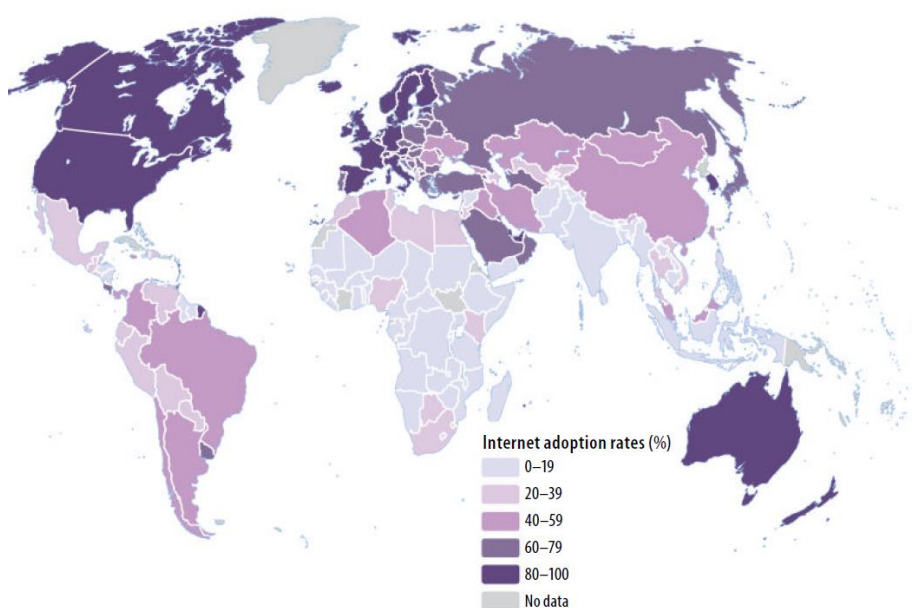 Internet adoption rates (%)
0–19
20–39
40–59
60–79
80–100
No data